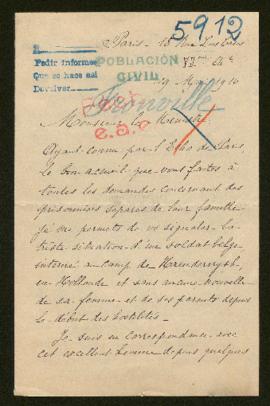 5912
Paris - 18 Rue
Pedir informes
Que se hace así
Devolver
POBLACIÓN
CIVIL
19 1916
Ironville
Monsieur le
Ayant connu par l'Echo de Paris,
le bon accueil que vous faites à
toutes les demandes concernant des
prisonniers séparés de leur famille
je me permets de vous signaler la
triste situation d'un soldat belge
interné au Camp de Harderwyk,
en Hollande et sans aucune nouvelle
de sa femme et de ses parents depuis
le début des hostilités -
Je suis en correspondance avec
cet excellent homme depuis quelques